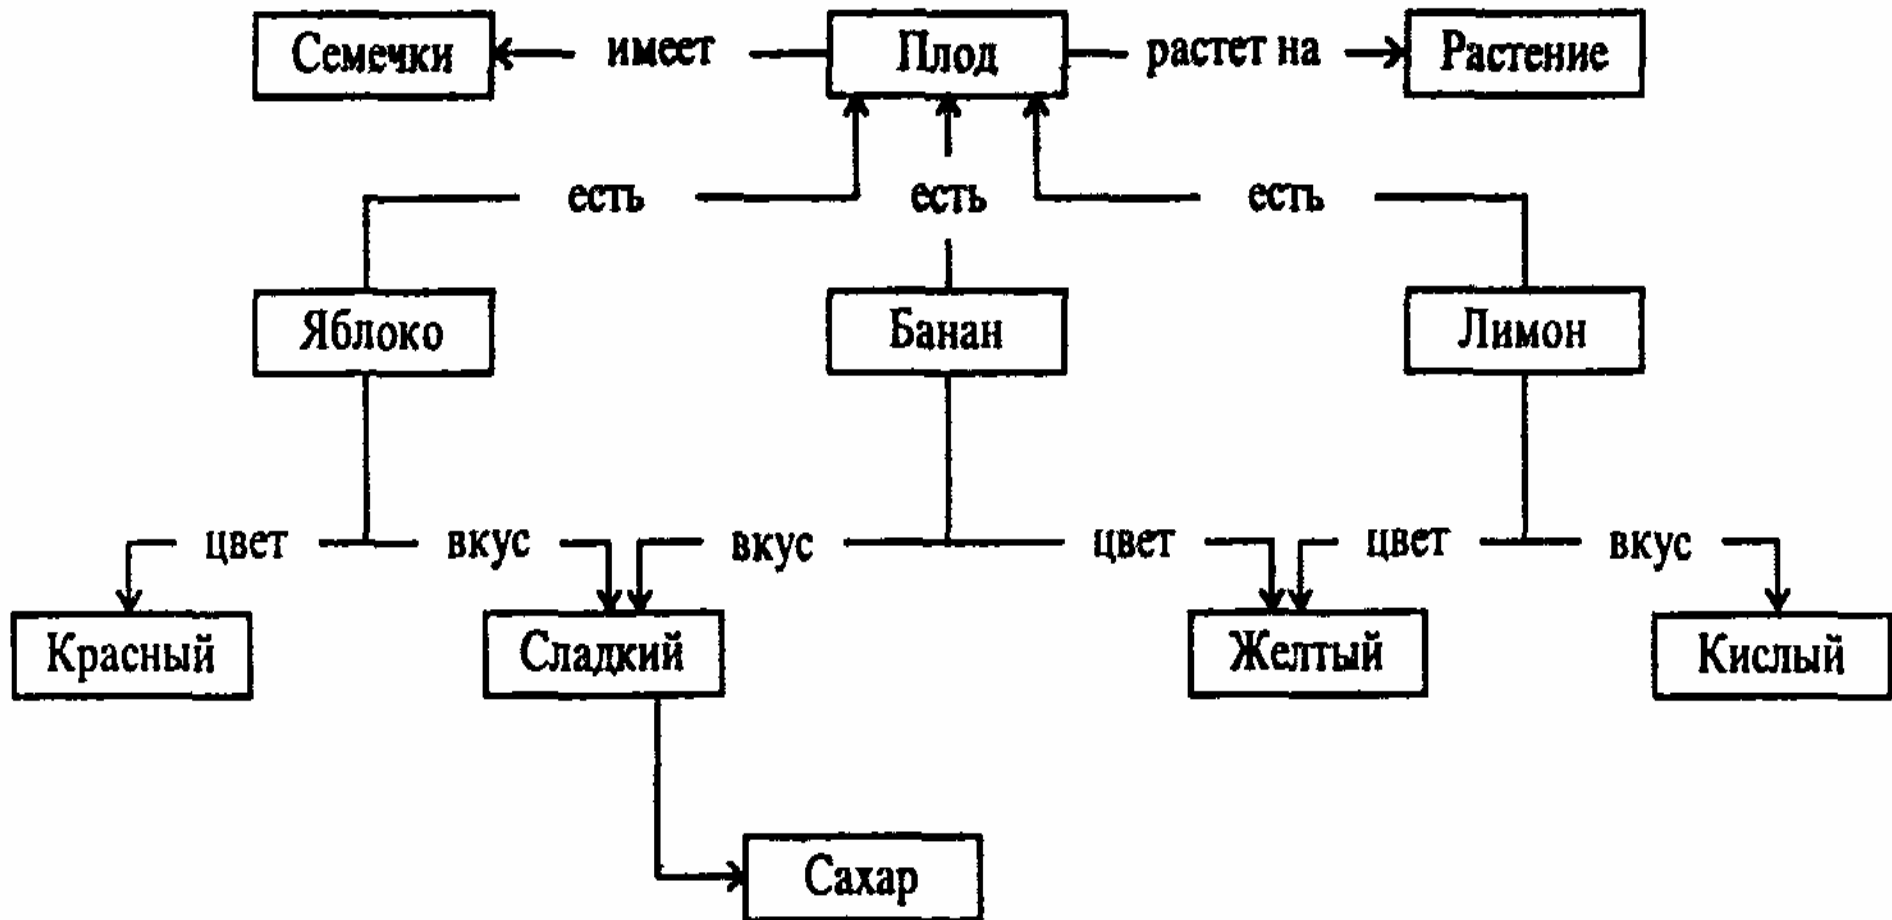 Семечки имеет Плод растет на Растение
есть есть есть
Яблоко Банан Лимон
цвет вкус вкус цвет цвет вкус
Красный Сладкий Желтый Кислый
Сахар